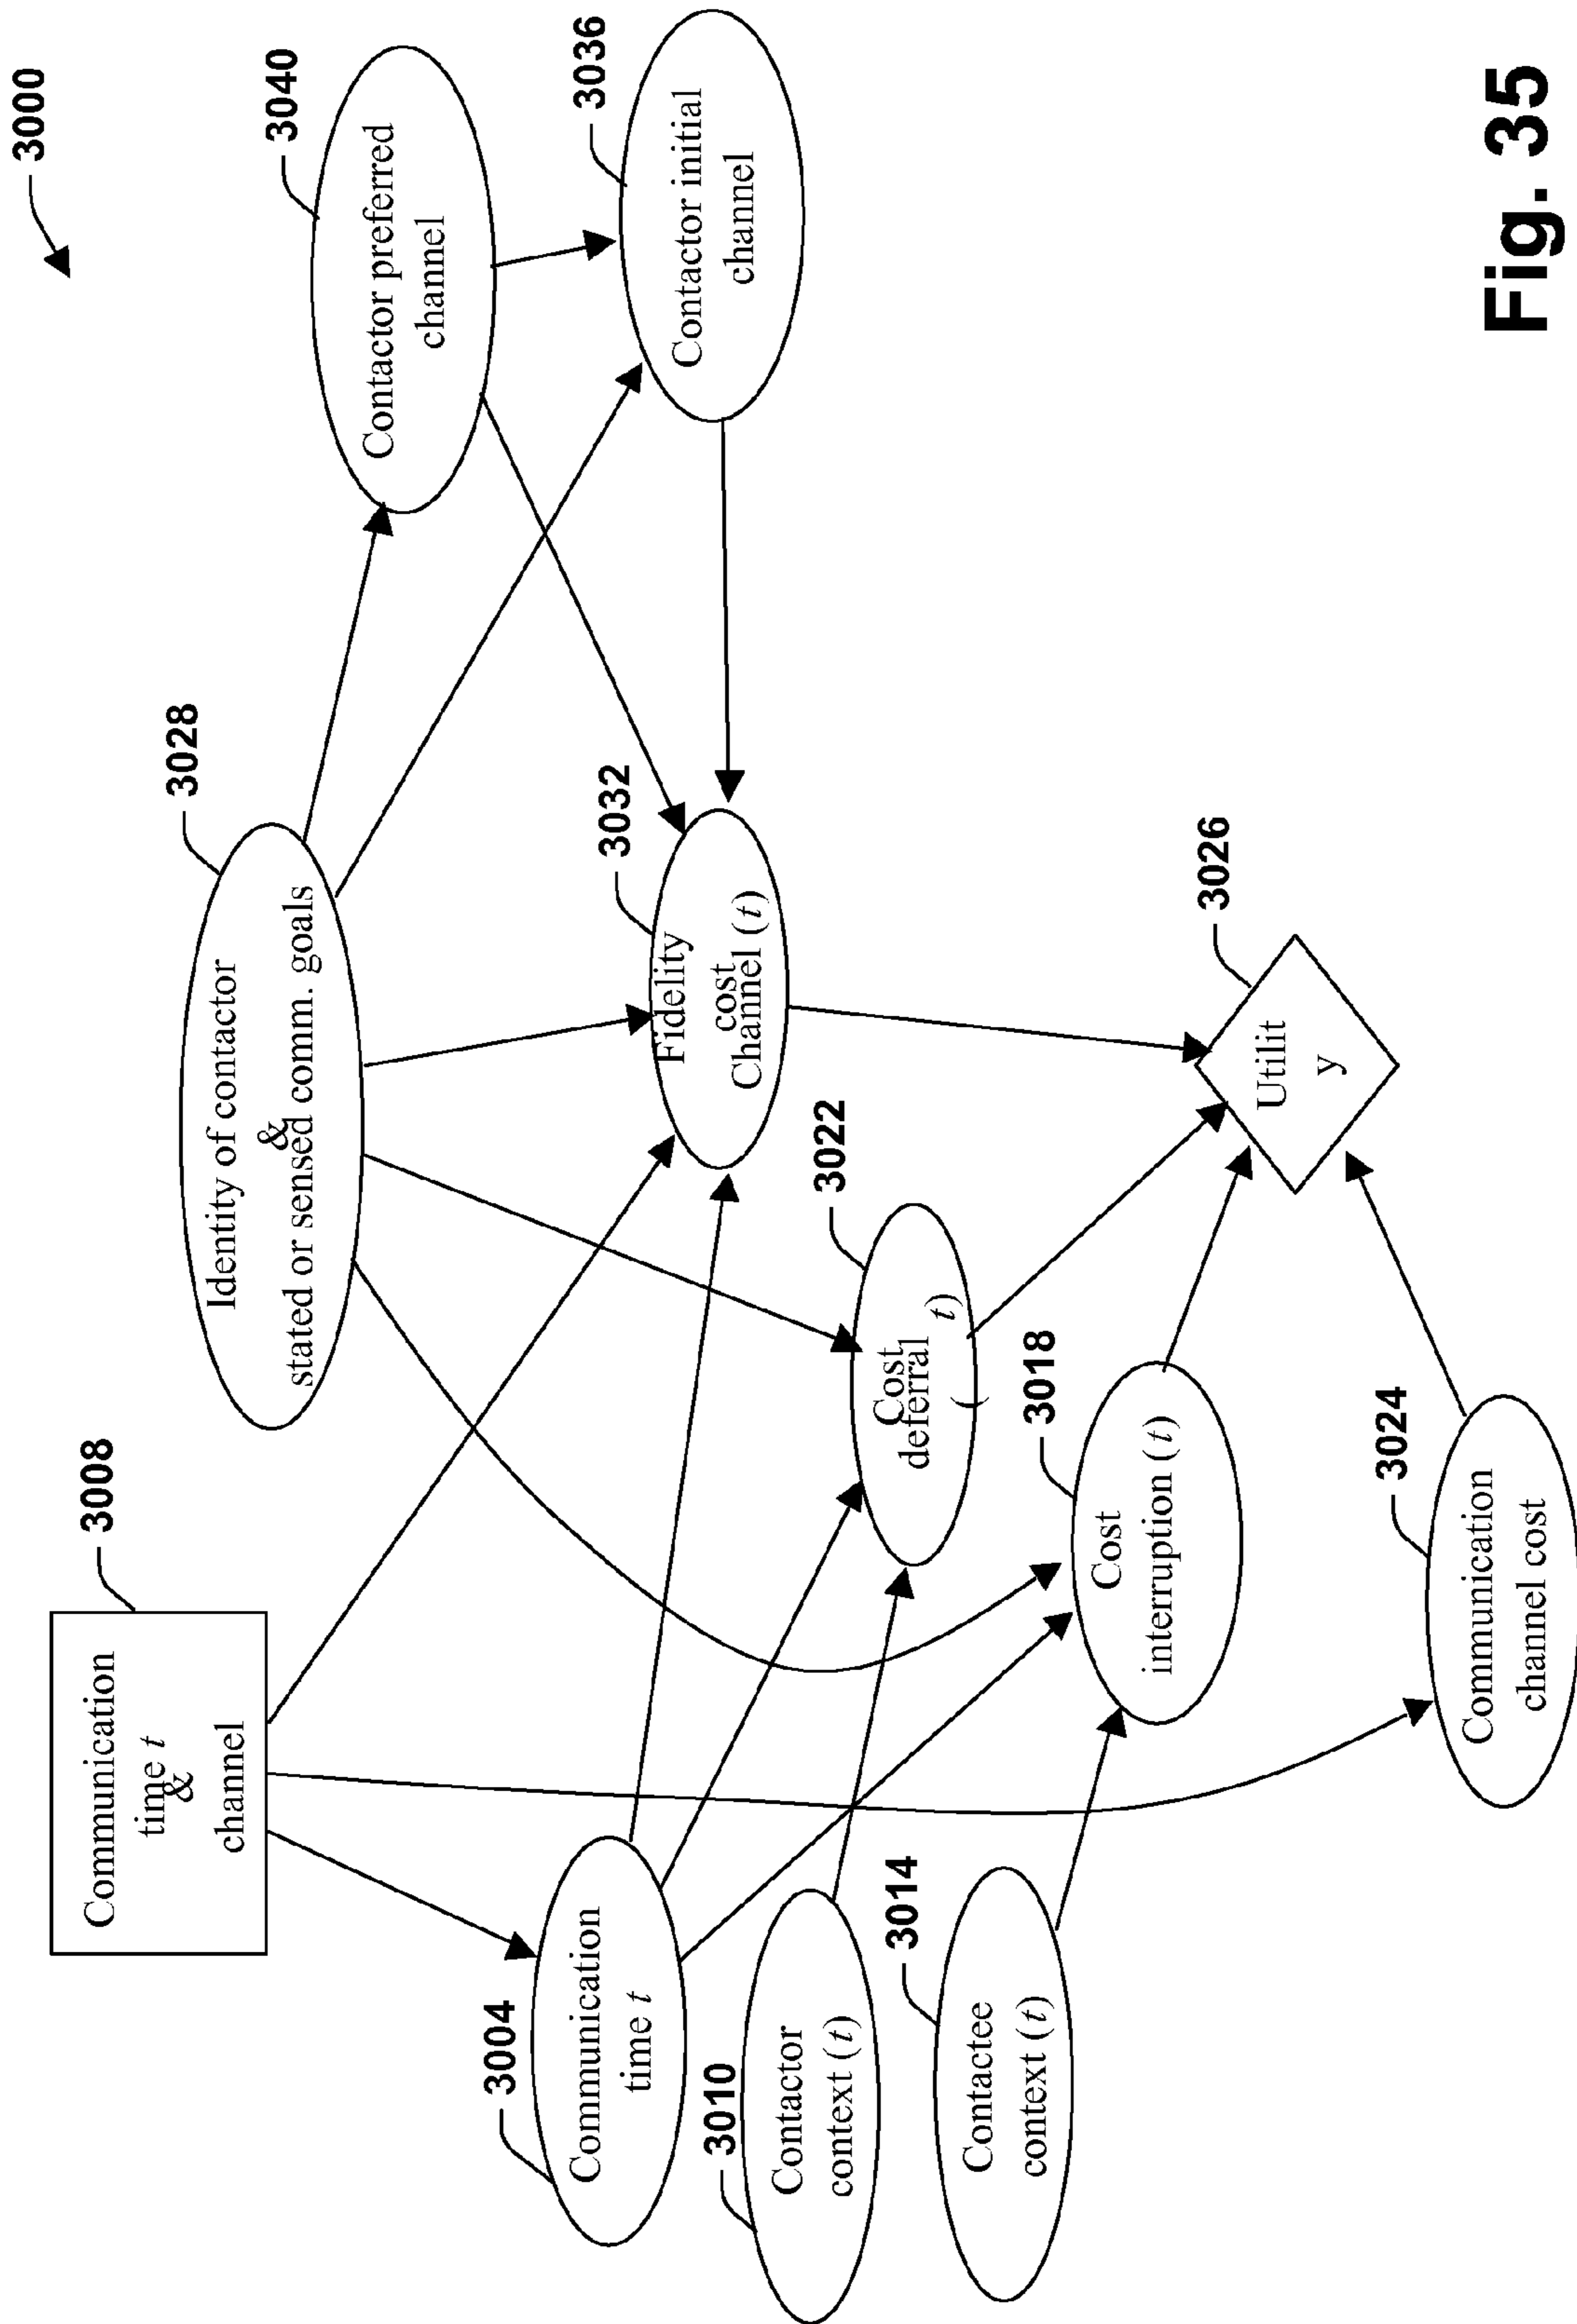 3000
3008
Communication
time t
&
channel
3028
Identity of contactor
&
stated or sensed comm. goals
3040
Contactor preferred
channel
3036
Contactor initial
channel
3004
Communication
time t
3032
Fidelity
cost
Channel (t)
3010
Contactor
context (t)
3022
Cost
deferral
( t)
3014
Contactee
context (t)
3018
Cost
interruption (t)
3026
Utilit
y
3024
Communication
channel cost
Fig. 35